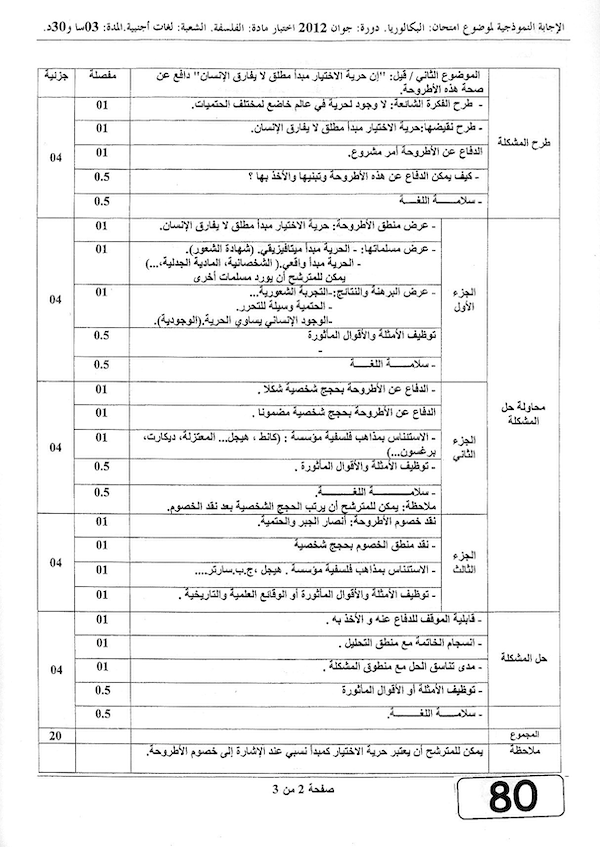 الإجابة النموذجية لموضوع امتحان: البكالوريا. دورة: جوان 2012 اختبار مادة: الفلسفة. الشعبة: لغات أجنبية.المدة: 03سا و30د.
الموضوع الثاني / قيل: "إن حرية الاختيار مبدأ مطلق لا يفارق الإنسان" دافع عن مفصلة جزئية
صحة هذه الأطروحة.
طرح المشكلة
- طرح الفكرة الشائعة: لا وجود لحرية في عالم خاضع لمختلف الحتميات. 01
- طرح نقيضها:حرية الاختيار مبدأ مطلق لا يفارق الإنسان. 01
الدفاع عن الأطروحة أمر مشروع. 01
04
- كيف يمكن الدفاع عن هذه الأطروحة وتبنيها والأخذ بها ؟ 0.5
- سلامــــة اللغــــة 0.5
محاولة حل
المشكلة
الجزء
الأول
- عرض منطق الأطروحة: حرية الاختيار مبدأ مطلق لا يفارق الإنسان. 01
- عرض مسلماتها: - الحرية مبدأ ميتافيزيقي. (شهادة الشعور). 01
- الحرية مبدأ واقعي.( الشخصانية، المادية الجدلية،...)
يمكن للمترشح أن يورد مسلمات أخرى
04
- عرض البرهنة والنتائج:-التجربة الشعورية... 01
- الحتمية وسيلة للتحرر.
-الوجود الإنساني يساوي الحرية.(الوجودية).
توظيف الأمثلة والأقوال المأثورة 0.5
-
- سلامــــة اللغــــة 0.5
الجزء
الثاني
- الدفاع عن الأطروحة بحجج شخصية شكلا . 01
الدفاع عن الأطروحة بحجج شخصية مضمونا . 01
04
- الاستئناس بمذاهب فلسفية مؤسسة : (كانط ، هيجل... المعتزلة، ديكارت، 01
برغسون...)
- توظيف الأمثلة والأقوال المأثورة . 0.5
- سلامــــــة اللغــــــة. 0.5
ملاحظة: يمكن للمترشح أن يرتب الحجج الشخصية بعد نقد الخصوم.
الجزء
الثالث
نقد خصوم الأطروحة: أنصار الجبر والحتمية. 01
- نقد منطق الخصوم بحجج شخصية 01
04
- الاستئناس بمذاهب فلسفية مؤسسة . هيجل ،ج.ب.سارتر.... 01
- توظيف الأمثلة والأقوال المأثورة أو الوقائع العلمية والتاريخية . 01
حل المشكلة
- قابلية الموقف للدفاع عنه و الأخذ به . 01
- انسجام الخاتمة مع منطق التحليل . 01
- مدى تناسق الحل مع منطوق المشكلة . 01
04
- توظيف الأمثلة أو الأقوال المأثورة 0.5
- سلامــــة اللغــــة. 0.5
المجموع 20
ملاحظة يمكن للمترشح أن يعتبر حرية الاختيار كمبدأ نسبي عند الإشارة إلى خصوم الأطروحة.
صفحة 2 من 3
80